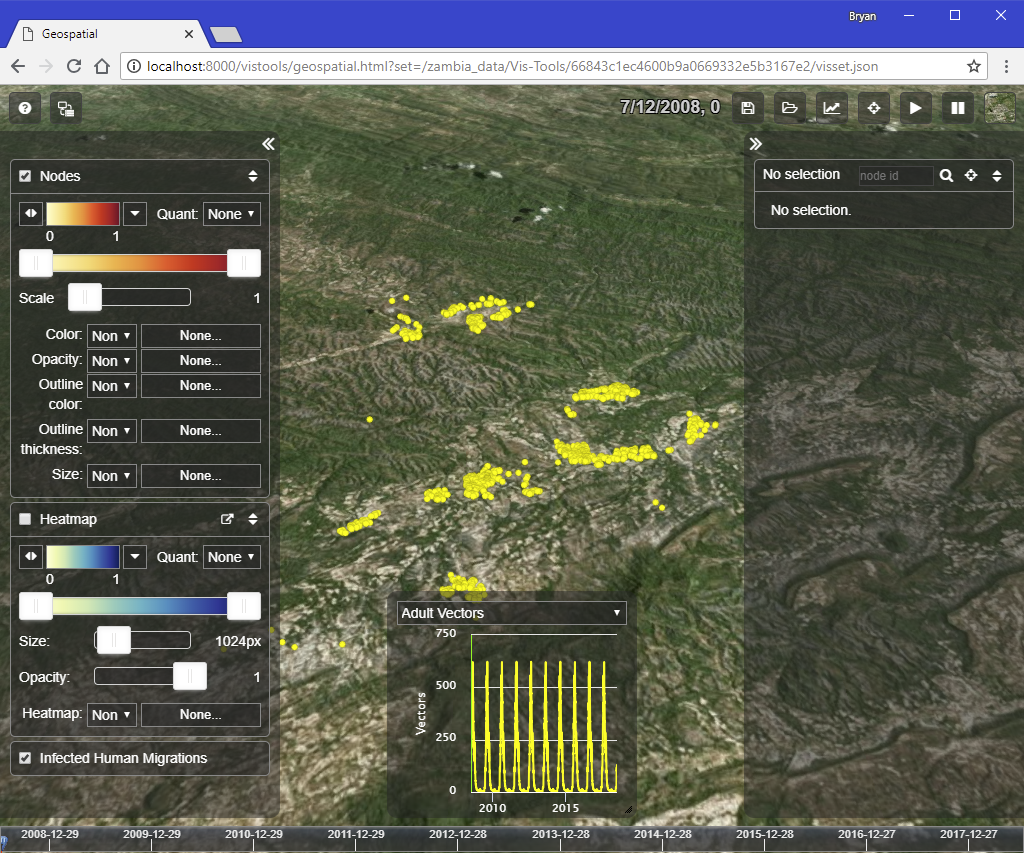 Bryan
Geospatial
localhost:8000/vistools/geospatial.html?set=/zambia_data/Vis-Tools/66843c1ec4600b9a0669332e5b3167e2/visset.json
7/12/2008, 0
Nodes
Quant: None
0 1
Scale 1
Color: Non None...
Opacity: Non None...
Outline color: Non None...
Outline thickness: Non None...
Size: Non None...
Heatmap
Quant: None
0 1
Size: 1024px
Opacity: 1
Heatmap: Non None...
Infected Human Migrations
No selection node id
No selection.
Adult Vectors
750
500
250
0
Vectors
2010 2015
2008-12-29 2009-12-29 2010-12-29 2011-12-29 2012-12-28 2013-12-28 2014-12-28 2015-12-28 2016-12-27 2017-12-27